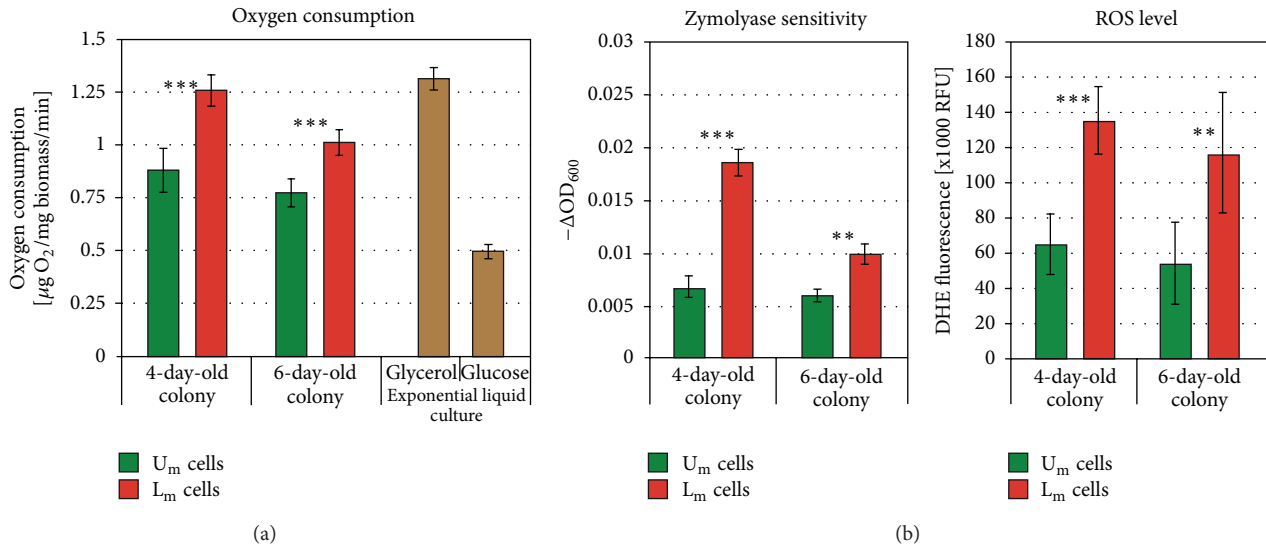 Oxygen consumption
Oxygen consumption
[µg O2/mg biomass/min]
1.5
1.25
1
0.75
0.5
0.25
0
***
***
4-day-old
colony
6-day-old
colony
Glycerol
Glucose
Exponential liquid
culture
Um cells
Lm cells
(a)
Zymolyase sensitivity
−ΔOD600
0.03
0.025
0.02
0.015
0.01
0.005
0
***
**
4-day-old
colony
6-day-old
colony
Um cells
Lm cells
ROS level
DHE fluorescence [x1000 RFU]
180
160
140
120
100
80
60
40
20
0
***
**
4-day-old
colony
6-day-old
colony
Um cells
Lm cells
(b)